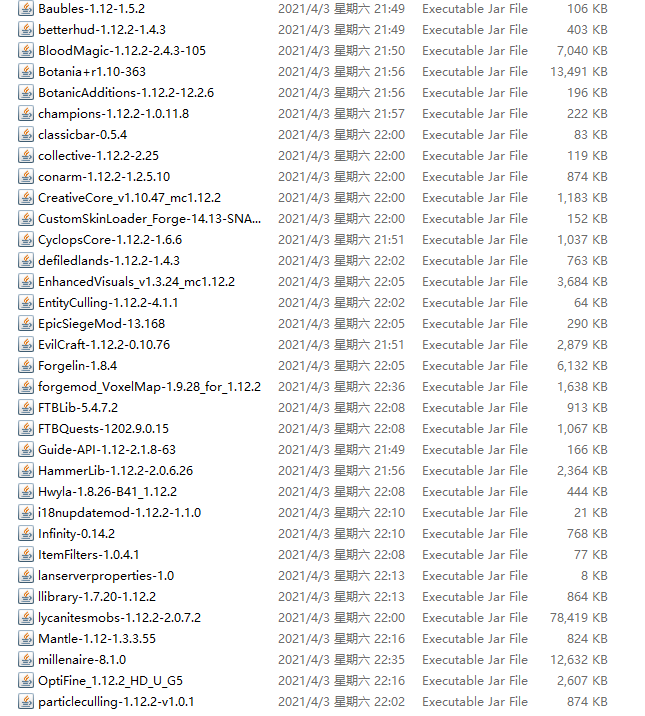 Baubles-1.12-1.5.2 2021/4/3 星期六 21:49 Executable Jar File 106 KB
betterhud-1.12.2-1.4.3 2021/4/3 星期六 21:49 Executable Jar File 403 KB
BloodMagic-1.12.2-2.4.3-105 2021/4/3 星期六 21:50 Executable Jar File 7,040 KB
Botania+r1.10-363 2021/4/3 星期六 21:56 Executable Jar File 13,491 KB
BotanicAdditions-1.12.2-12.2.6 2021/4/3 星期六 21:56 Executable Jar File 196 KB
champions-1.12.2-1.0.11.8 2021/4/3 星期六 21:57 Executable Jar File 222 KB
classicbar-0.5.4 2021/4/3 星期六 22:00 Executable Jar File 83 KB
collective-1.12.2-2.25 2021/4/3 星期六 22:00 Executable Jar File 119 KB
conarm-1.12.2-1.2.5.10 2021/4/3 星期六 22:00 Executable Jar File 874 KB
CreativeCore_v1.10.47_mc1.12.2 2021/4/3 星期六 22:00 Executable Jar File 1,183 KB
CustomSkinLoader_Forge-14.13-SNA... 2021/4/3 星期六 22:00 Executable Jar File 152 KB
CyclopsCore-1.12.2-1.6.6 2021/4/3 星期六 21:51 Executable Jar File 1,037 KB
defiledlands-1.12.2-1.4.3 2021/4/3 星期六 22:02 Executable Jar File 763 KB
EnhancedVisuals_v1.3.24_mc1.12.2 2021/4/3 星期六 22:05 Executable Jar File 3,684 KB
EntityCulling-1.12.2-4.1.1 2021/4/3 星期六 22:02 Executable Jar File 64 KB
EpicSiegeMod-13.168 2021/4/3 星期六 22:05 Executable Jar File 290 KB
EvilCraft-1.12.2-0.10.76 2021/4/3 星期六 21:51 Executable Jar File 2,879 KB
Forgelin-1.8.4 2021/4/3 星期六 22:05 Executable Jar File 6,132 KB
forgemod_VoxelMap-1.9.28_for_1.12.2 2021/4/3 星期六 22:36 Executable Jar File 1,638 KB
FTBLib-5.4.7.2 2021/4/3 星期六 22:08 Executable Jar File 913 KB
FTBQuests-1202.9.0.15 2021/4/3 星期六 22:08 Executable Jar File 1,067 KB
Guide-API-1.12-2.1.8-63 2021/4/3 星期六 21:49 Executable Jar File 166 KB
HammerLib-1.12.2-2.0.6.26 2021/4/3 星期六 21:56 Executable Jar File 2,364 KB
Hwyla-1.8.26-B41_1.12.2 2021/4/3 星期六 22:08 Executable Jar File 444 KB
i18nupdatemod-1.12.2-1.1.0 2021/4/3 星期六 22:10 Executable Jar File 21 KB
Infinity-0.14.2 2021/4/3 星期六 22:10 Executable Jar File 768 KB
ItemFilters-1.0.4.1 2021/4/3 星期六 22:08 Executable Jar File 77 KB
lanserverproperties-1.0 2021/4/3 星期六 22:13 Executable Jar File 8 KB
llibrary-1.7.20-1.12.2 2021/4/3 星期六 22:13 Executable Jar File 864 KB
lycanitesmobs-1.12.2-2.0.7.2 2021/4/3 星期六 22:00 Executable Jar File 78,419 KB
Mantle-1.12-1.3.3.55 2021/4/3 星期六 22:16 Executable Jar File 824 KB
millenaire-8.1.0 2021/4/3 星期六 22:35 Executable Jar File 12,632 KB
OptiFine_1.12.2_HD_U_G5 2021/4/3 星期六 22:16 Executable Jar File 2,607 KB
particleculling-1.12.2-v1.0.1 2021/4/3 星期六 22:02 Executable Jar File 874 KB